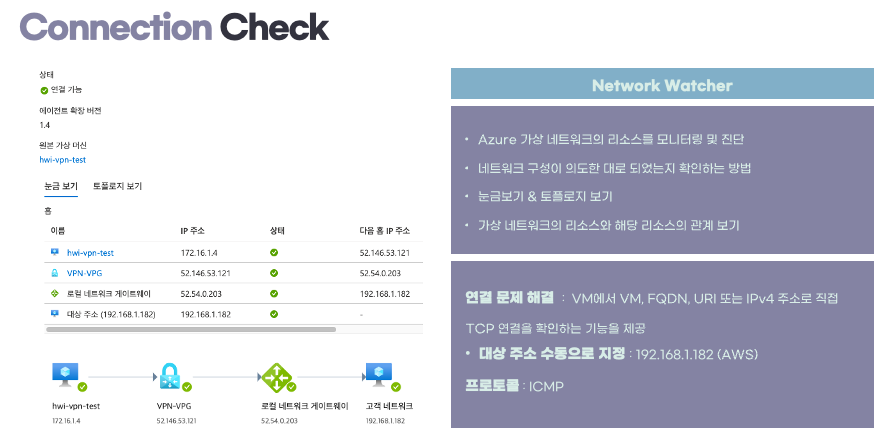 Connection Check
상태
연결 가능
에이전트 확장 버전
1.4
원본 가상 머신
hwi-vpn-test
눈금 보기 토폴로지 보기
홉
이름 IP 주소 상태 다음 홉 IP 주소
hwi-vpn-test 172.16.1.4 52.146.53.121
VPN-VPG 52.146.53.121 52.54.0.203
로컬 네트워크 게이트웨이 52.54.0.203 192.168.1.182
대상 주소 (192.168.1.182) 192.168.1.182 -
hwi-vpn-test VPN-VPG 로컬 네트워크 게이트웨이 고객 네트워크
172.16.1.4 52.146.53.121 52.54.0.203 192.168.1.182
Network Watcher
• Azure 가상 네트워크의 리소스를 모니터링 및 진단
• 네트워크 구성이 의도한 대로 되었는지 확인하는 방법
• 눈금보기 & 토플로지 보기
• 가상 네트워크의 리소스와 해당 리소스의 관계 보기
연결 문제 해결 : VM에서 VM, FQDN, URI 또는 IPv4 주소로 직접
TCP 연결을 확인하는 기능을 제공
• 대상 주소 수동으로 지정 : 192.168.1.182 (AWS)
프로토콜 : ICMP